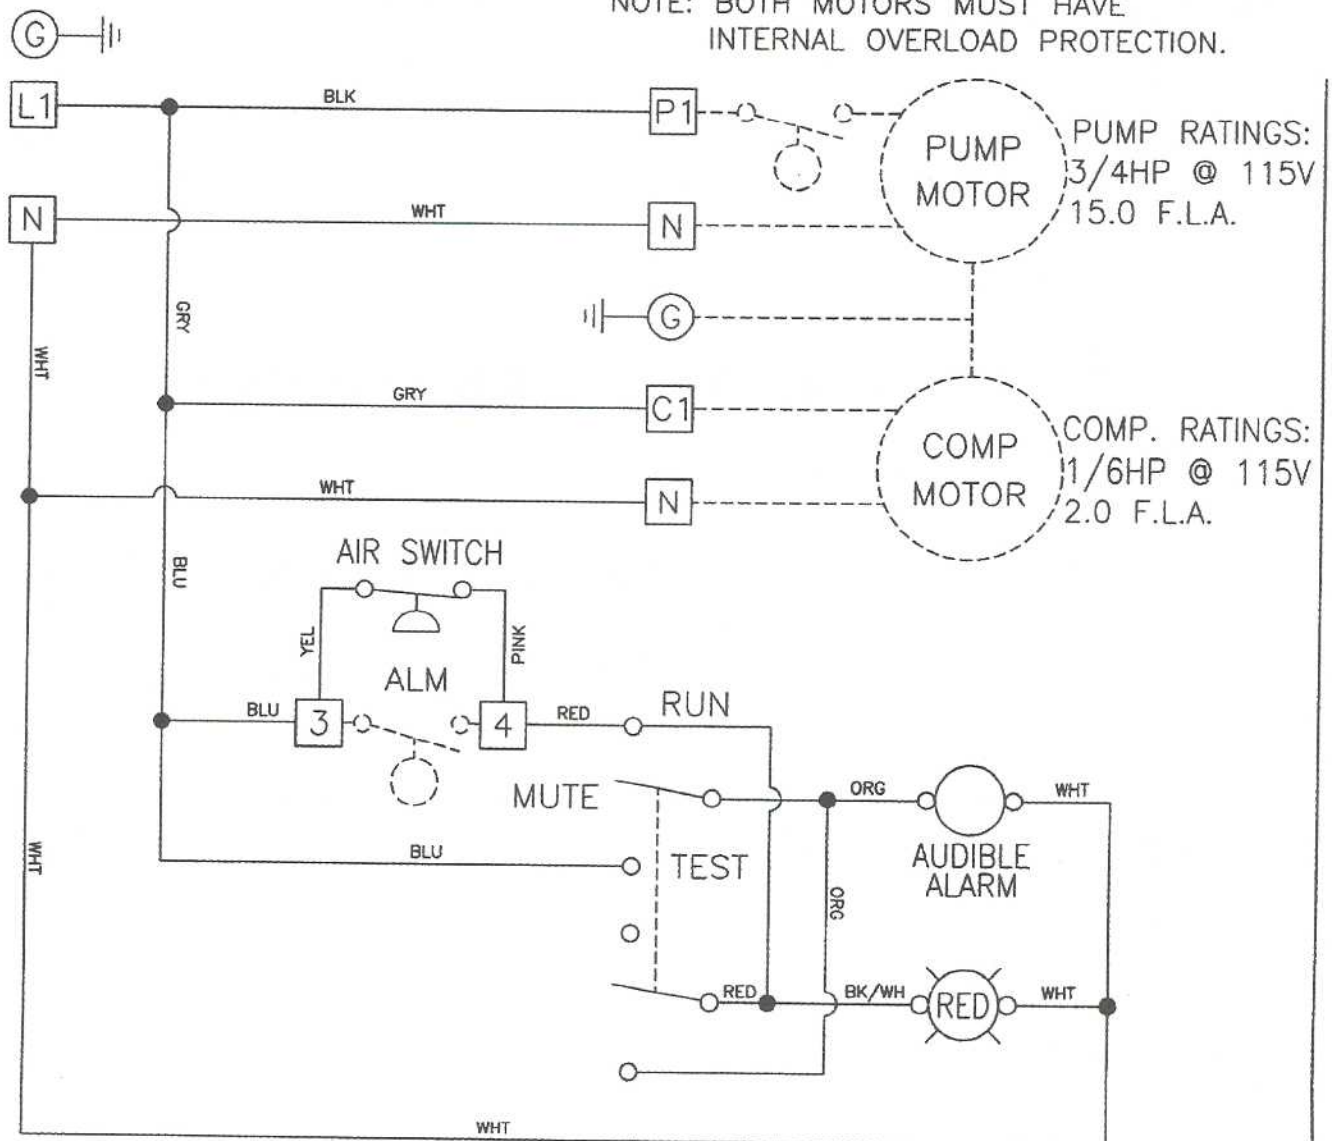 NOTE: BOTH MOTORS MUST HAVE
INTERNAL OVERLOAD PROTECTION.
G
L1
BLK
P1
PUMP
MOTOR
PUMP RATINGS:
3/4HP @ 115V
15.0 F.L.A.
N
WHT
N
GRY
G
WHT
GRY
C1
COMP
MOTOR
COMP. RATINGS:
1/6HP @ 115V
2.0 F.L.A.
WHT
N
AIR SWITCH
BLU
YEL
PINK
ALM
BLU
3
4
RED
RUN
MUTE
ORG
WHT
WHT
BLU
TEST
AUDIBLE
ALARM
ORG
RED
BK/WH
RED
WHT
WHT